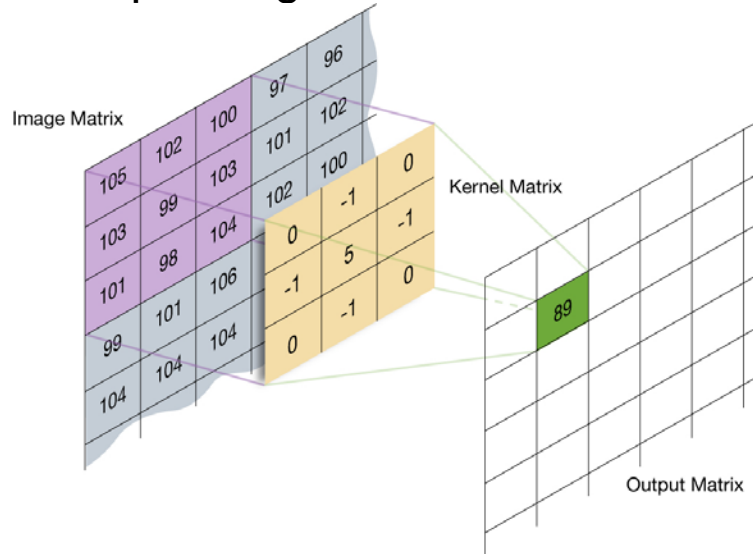 Image Matrix
105 102 100 97 96
103 99 103 101 102
101 98 104 102 100
99 101 106
104 104 104
Kernel Matrix
0 -1 0
-1 5 -1
0 -1 0
89
Output Matrix